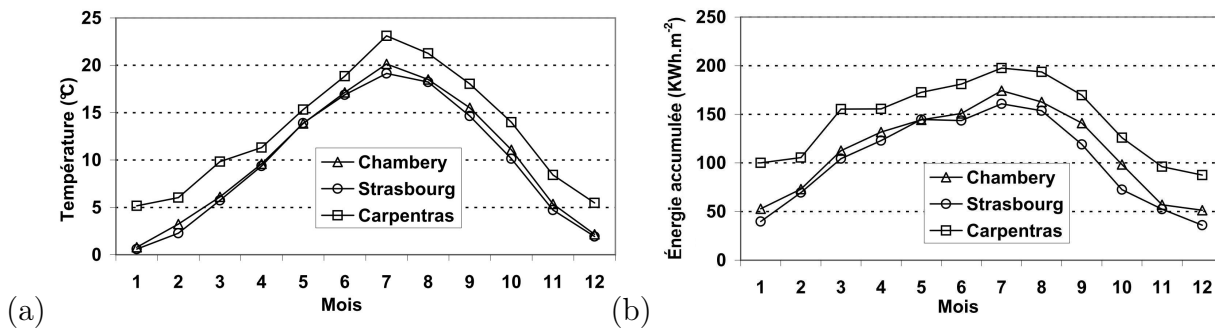 25
20
15
10
5
0
Température (°C)
1 2 3 4 5 6 7 8 9 10 11 12
Mois
Chambery
Strasbourg
Carpentras
(a)
250
200
150
100
50
0
Énergie accumulée (KWh.m-2)
1 2 3 4 5 6 7 8 9 10 11 12
Mois
Chambery
Strasbourg
Carpentras
(b)